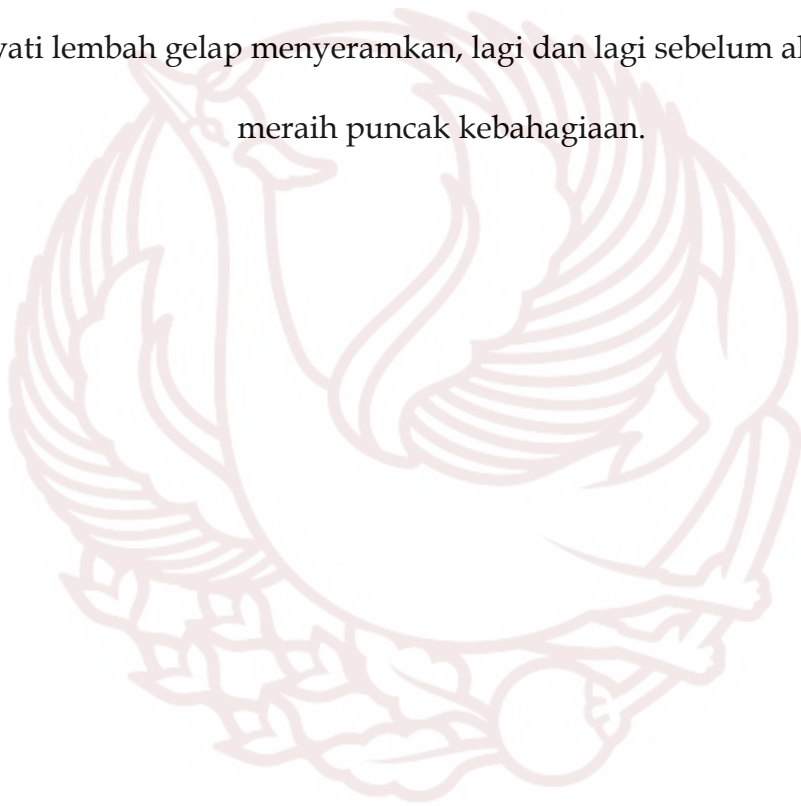 lembah gelap menyeramkan, lagi dan lagi sebelum
meraih puncak kebahagiaan.